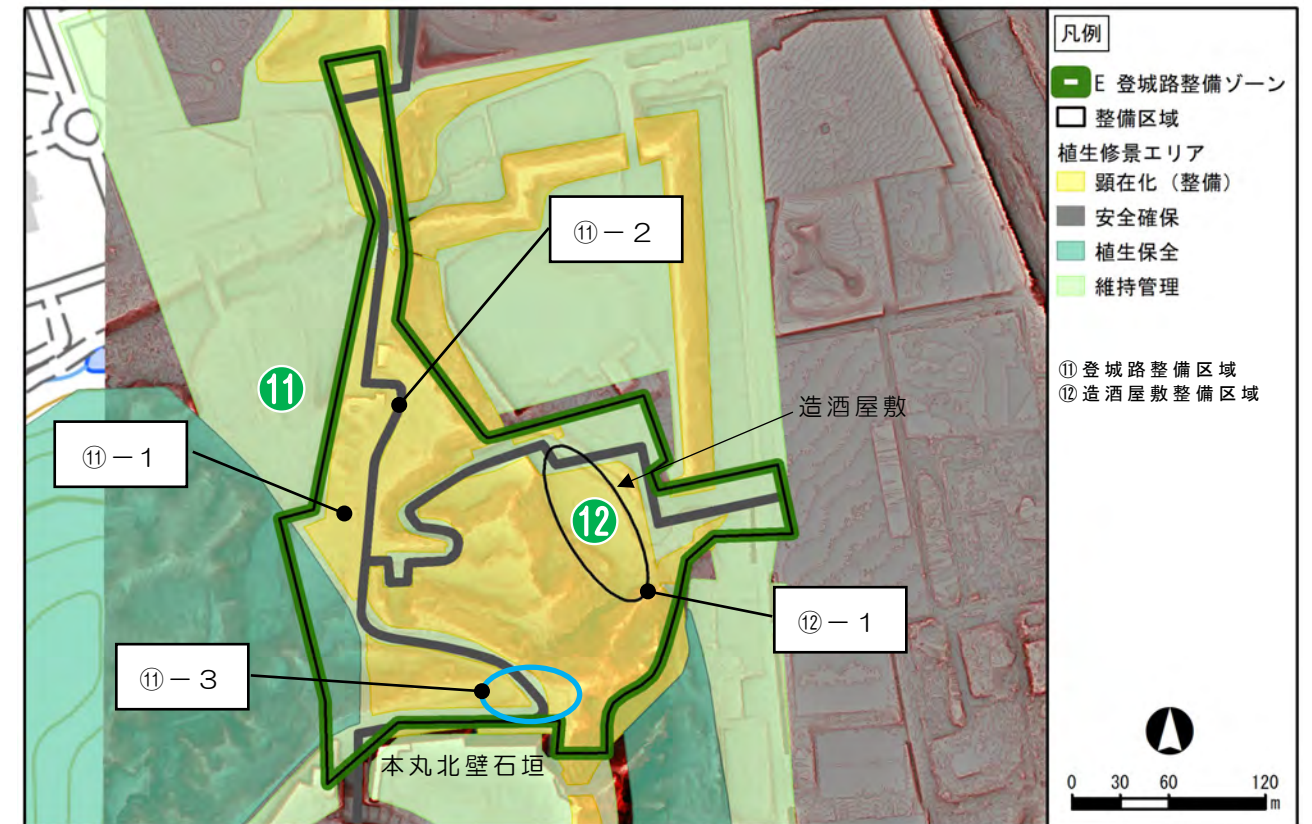 凡例
E 登城路整備ゾーン
整備区域
植生修景エリア
顕在化（整備）
安全確保
植生保全
維持管理
⑪登城路整備区域
⑫造酒屋敷整備区域
⑪－２
造酒屋敷
⑪
⑪－１
⑫
⑫－１
⑪－３
本丸北壁石垣
0 30 60 120
m